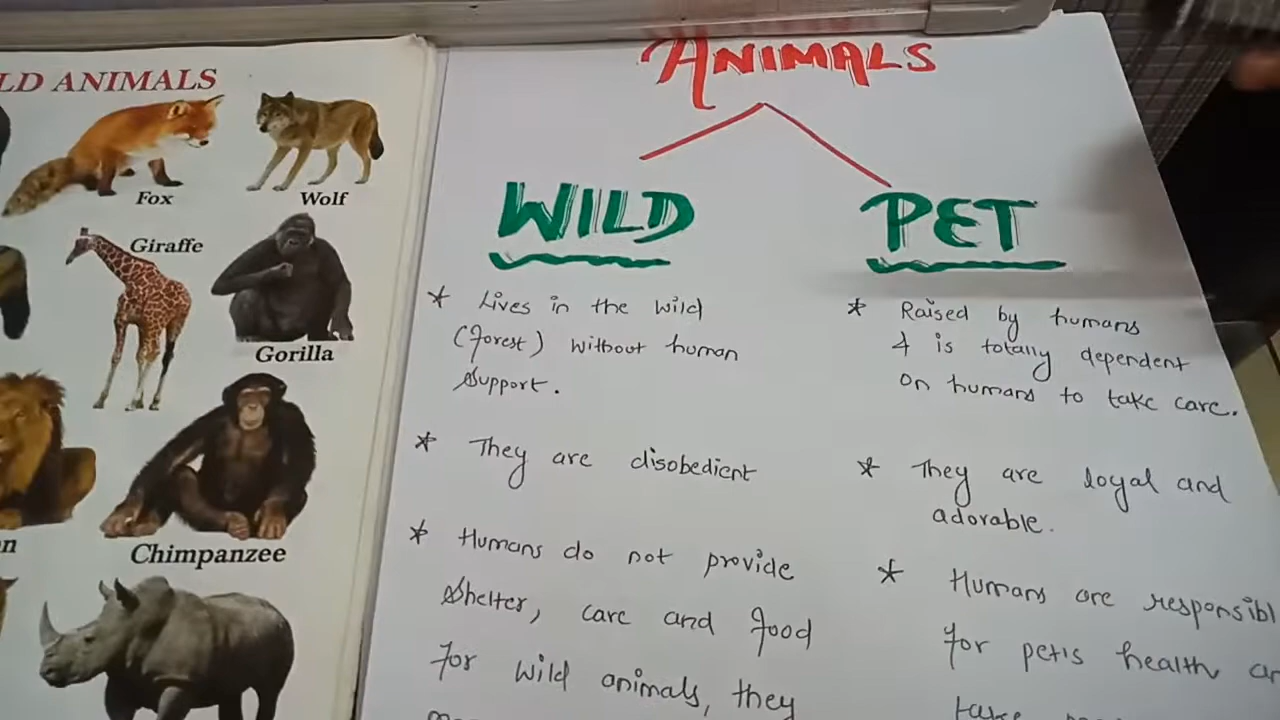 LD ANIMALS
Fox
Wolf
Giraffe
Gorilla
n
Chimpanzee
ANIMALS
WILD
* Lives in the wild
(forest) without human
support.
* They are disobedient
* Humans do not provide
shelter, care and food
for wild animals, they
PET
* Raised by humans
& is totally dependent
on humans to take care.
* They are loyal and
adorable.
* Humans are responsibl
for pet's health
take